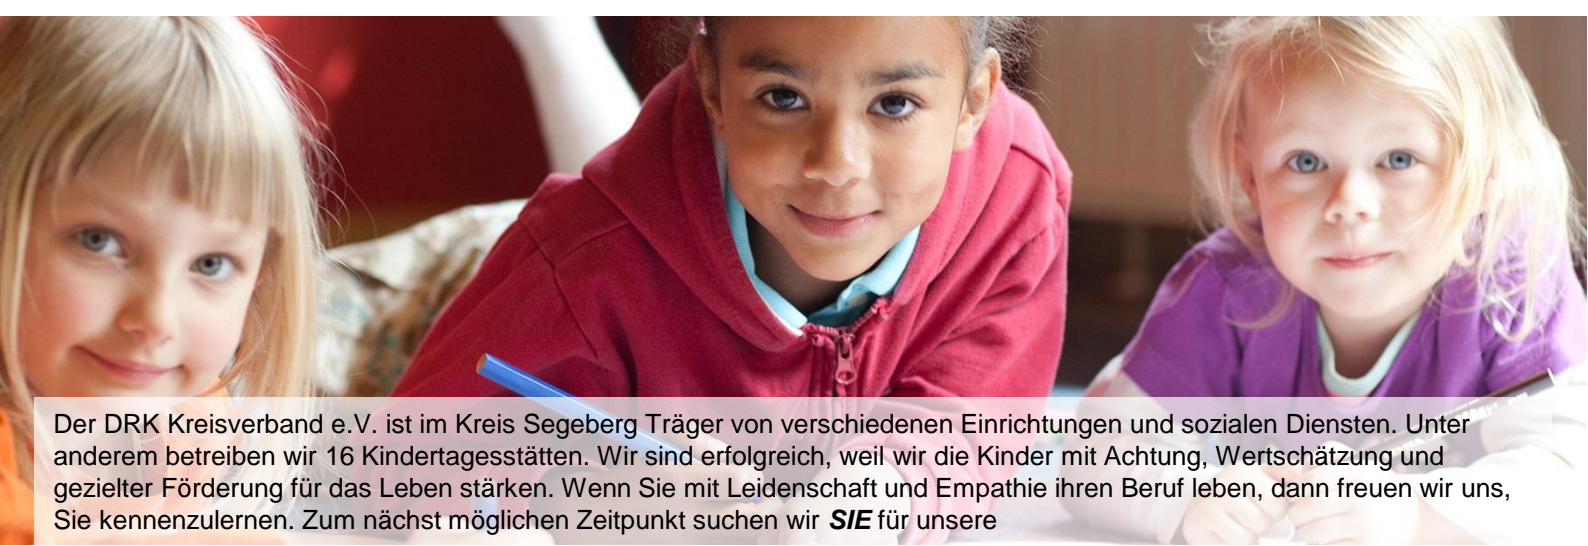 Der DRK Kreisverband e.V. ist im Kreis Segeberg Träger von verschiedenen Einrichtungen und sozialen Diensten. Unter
anderem betreiben wir 16 Kindertagesstätten. Wir sind erfolgreich, weil wir die Kinder mit Achtung, Wertschätzung und
gezielter Förderung für das Leben stärken. Wenn Sie mit Leidenschaft und Empathie ihren Beruf leben, dann freuen wir uns,
Sie kennenzulernen. Zum nächst möglichen Zeitpunkt suchen wir SIE für unsere